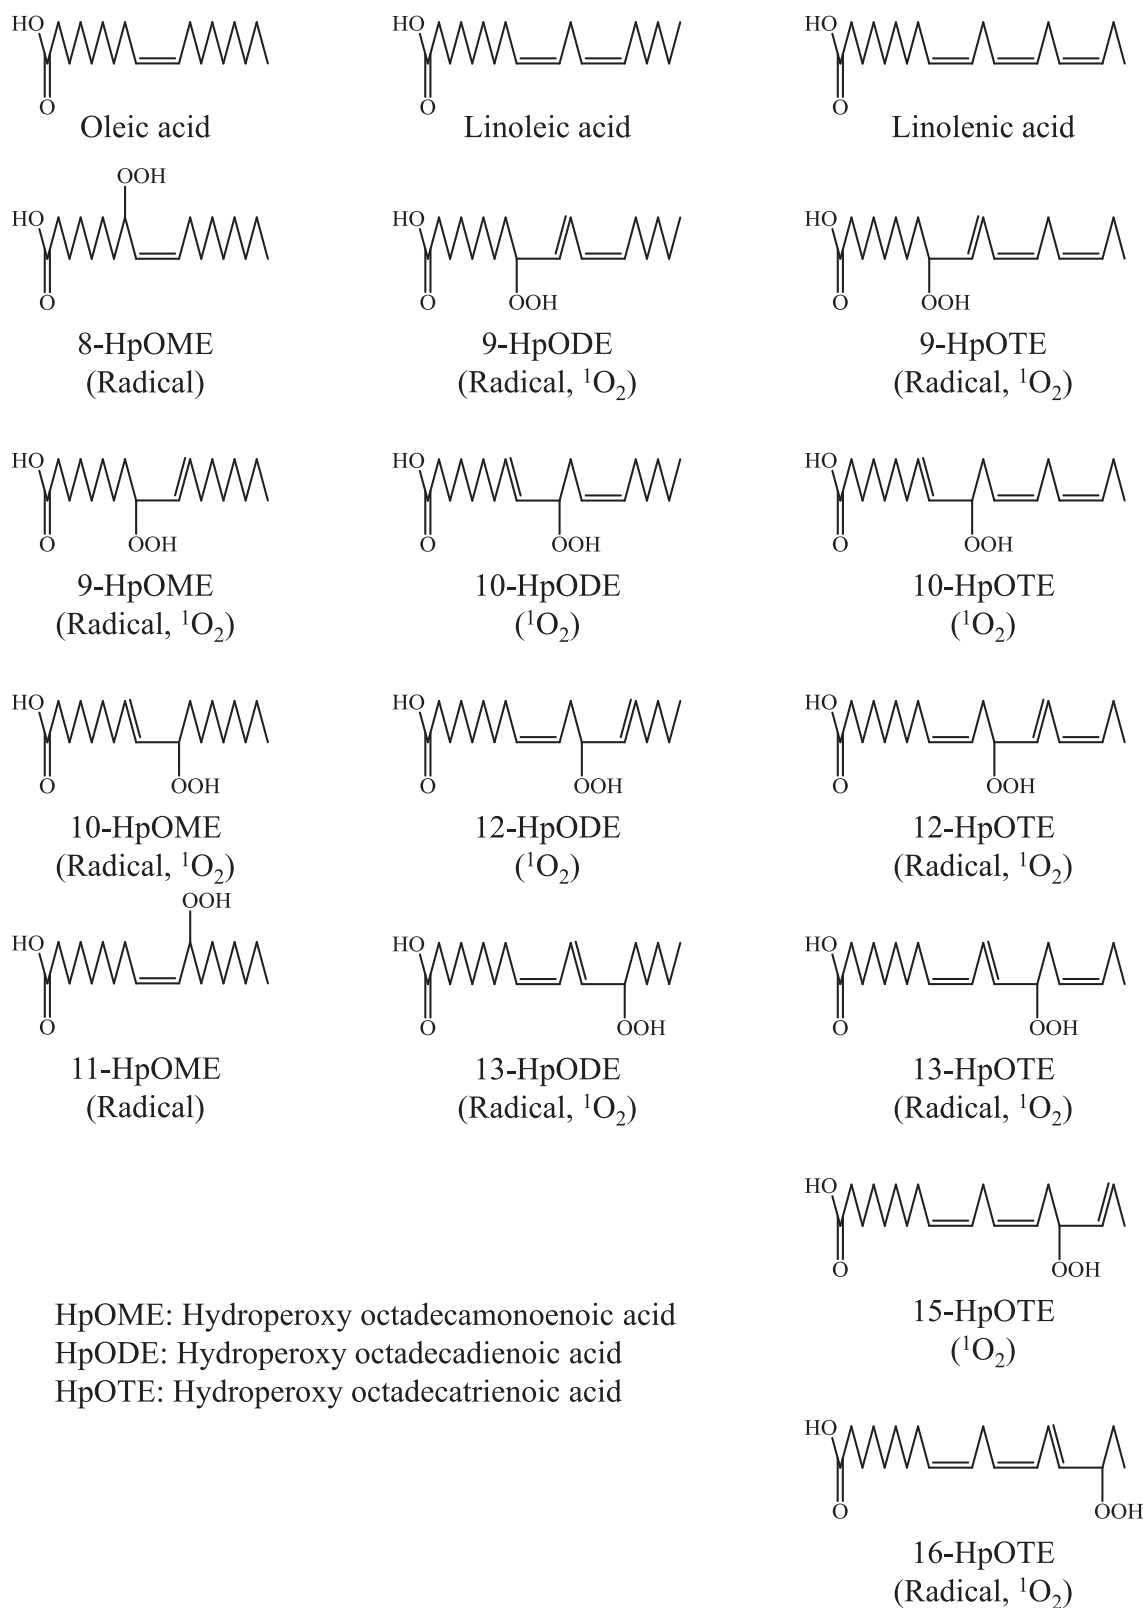 HO
O
Oleic acid
HO
O
Linoleic acid
HO
O
Linolenic acid
OOH
HO
O
8-HpOME
(Radical)
HO
O
OOH
9-HpODE
(Radical, ¹O₂)
HO
O
OOH
9-HpOTE
(Radical, ¹O₂)
HO
O
OOH
9-HpOME
(Radical, ¹O₂)
HO
O
OOH
10-HpODE
(¹O₂)
HO
O
OOH
10-HpOTE
(¹O₂)
HO
O
OOH
10-HpOME
(Radical, ¹O₂)
HO
O
OOH
12-HpODE
(¹O₂)
HO
O
OOH
12-HpOTE
(Radical, ¹O₂)
OOH
HO
O
11-HpOME
(Radical)
HO
O
OOH
13-HpODE
(Radical, ¹O₂)
HO
O
OOH
13-HpOTE
(Radical, ¹O₂)
HO
O
OOH
15-HpOTE
(¹O₂)
HpOME: Hydroperoxy octadecamonoenoic acid
HpODE: Hydroperoxy octadecadienoic acid
HpOTE: Hydroperoxy octadecatrienoic acid
HO
O
OOH
16-HpOTE
(Radical, ¹O₂)